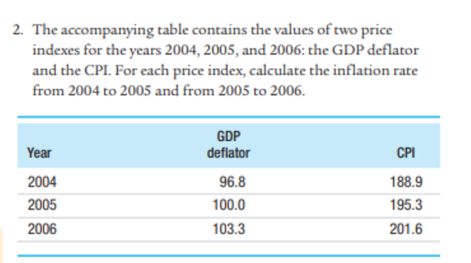 2. The accompanying table contains the values of two price
indexes for the years 2004, 2005, and 2006: the GDP deflator
and the CPI. For each price index, calculate the inflation rate
from 2004 to 2005 and from 2005 to 2006.
GDP
Year deflator CPI
2004 96.8 188.9
2005 100.0 195.3
2006 103.3 201.6